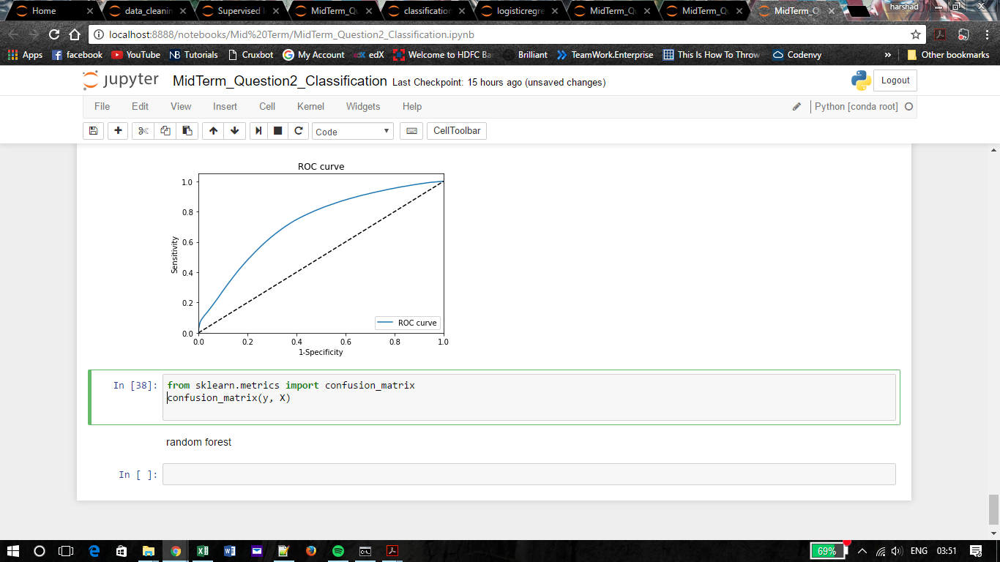 Home
data_cleanin
Supervised
MidTerm_Qu
classification
logisticregre
MidTerm_Qu
MidTerm_Qu
MidTerm_Q
harshad
localhost:8888/notebooks/Mid%20Term/MidTerm_Question2_Classification.ipynb
Apps
facebook
YouTube
NB Tutorials
Cruxbot
My Account
edX
Welcome to HDFC Ba
Brilliant
TeamWork.Enterprise
This Is How To Throw
Codenvy
»
Other bookmarks
jupyter MidTerm_Question2_Classification Last Checkpoint: 15 hours ago (unsaved changes)
Logout
File Edit View Insert Cell Kernel Widgets Help
Python [conda root]
Code
CellToolbar
ROC curve
1.0
0.8
0.6
0.4
0.2
0.0
Sensitivity
ROC curve
0.0 0.2 0.4 0.6 0.8 1.0
1-Specificity
In [38]: from sklearn.metrics import confusion_matrix
confusion_matrix(y, X)
random forest
In [ ]:
69%
ENG
03:51